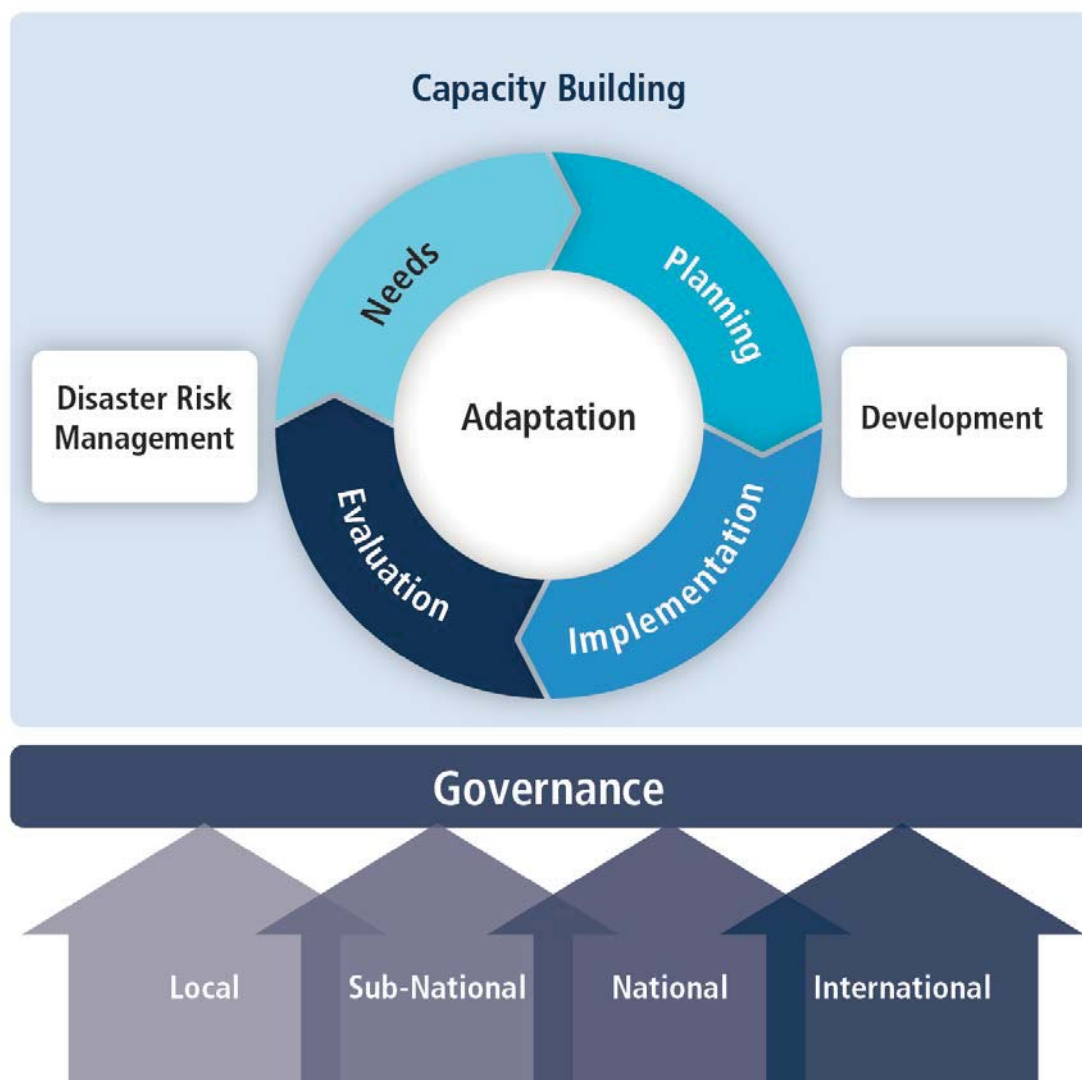 Capacity Building
Needs
Planning
Disaster Risk
Management
Adaptation
Development
Evaluation
Implementation
Governance
Local
Sub-National
National
International